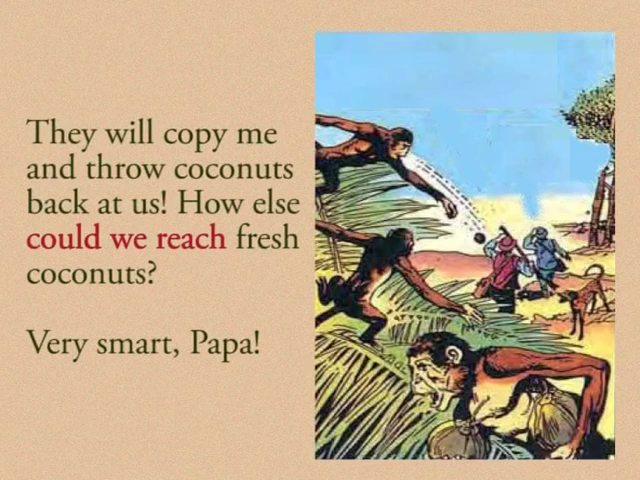 They will copy me
and throw coconuts
back at us! How else
could we reach fresh
coconuts?
Very smart, Papa!